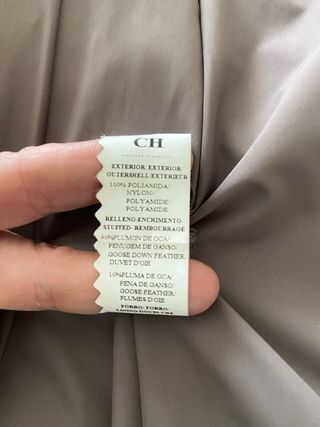 CH
EXTERIOR/ EXTERIOR
OUTERSHELL/ EXTERIEUR
100% POLIAMIDA/
NYLON/
POLYAMIDE/
POLYAMIDE
RELLENO-ENCHIMENTO-
STUFFED- REMBOURRAGE
90%PLUMON DE OCA/
PENUGEM DE GANSO/
GOOSE DOWN FEATHER/
DUVET D'OIE
10%PLUMA DE OCA/
PENA DE GANSO/
GOOSE FEATHER/
PLUMES D'OIE
FORRO/ FORRO/
LINING/DOUBLURE